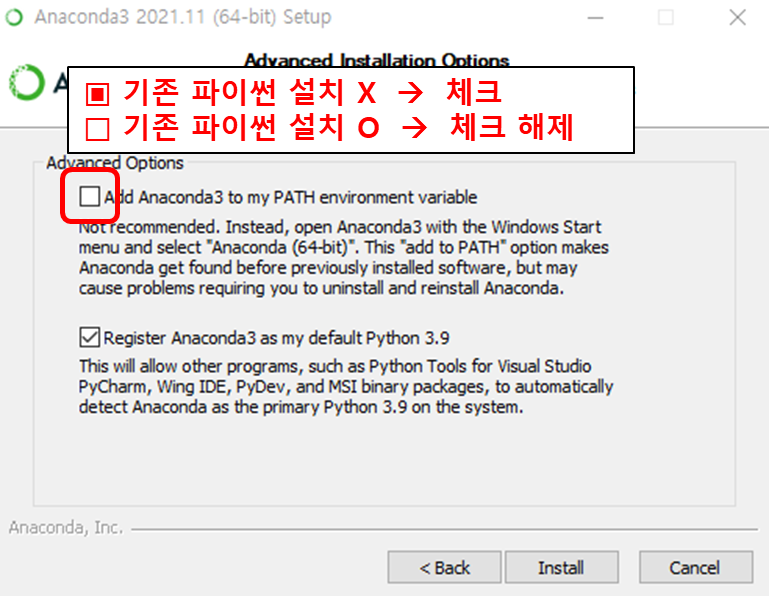 Anaconda3 2021.11 (64-bit) Setup
Advanced Installation Options
▣ 기존 파이썬 설치 X → 체크
□ 기존 파이썬 설치 O → 체크 해제
Advanced Options
Add Anaconda3 to my PATH environment variable
Not recommended. Instead, open Anaconda3 with the Windows Start
menu and select "Anaconda (64-bit)". This "add to PATH" option makes
Anaconda get found before previously installed software, but may
cause problems requiring you to uninstall and reinstall Anaconda.
Register Anaconda3 as my default Python 3.9
This will allow other programs, such as Python Tools for Visual Studio
PyCharm, Wing IDE, PyDev, and MSI binary packages, to automatically
detect Anaconda as the primary Python 3.9 on the system.
Anaconda, Inc.
< Back
Install
Cancel